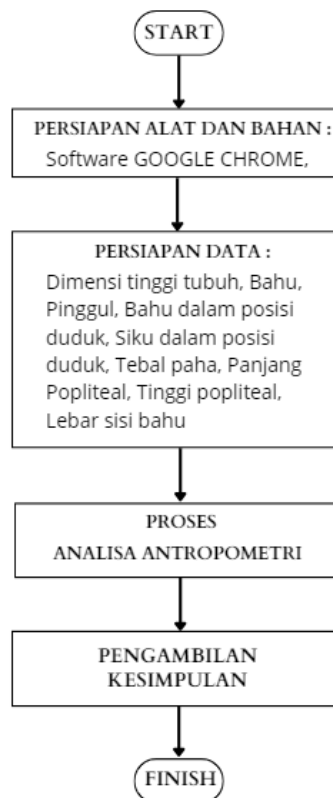 START
PERSIAPAN ALAT DAN BAHAN :
Software GOOGLE CHROME,
PERSIAPAN DATA :
Dimensi tinggi tubuh, Bahu,
Pinggul, Bahu dalam posisi
duduk, Siku dalam posisi
duduk, Tebal paha, Panjang
Popliteal, Tinggi popliteal,
Lebar sisi bahu
PROSES
ANALISA ANTROPOMETRI
PENGAMBILAN
KESIMPULAN
FINISH